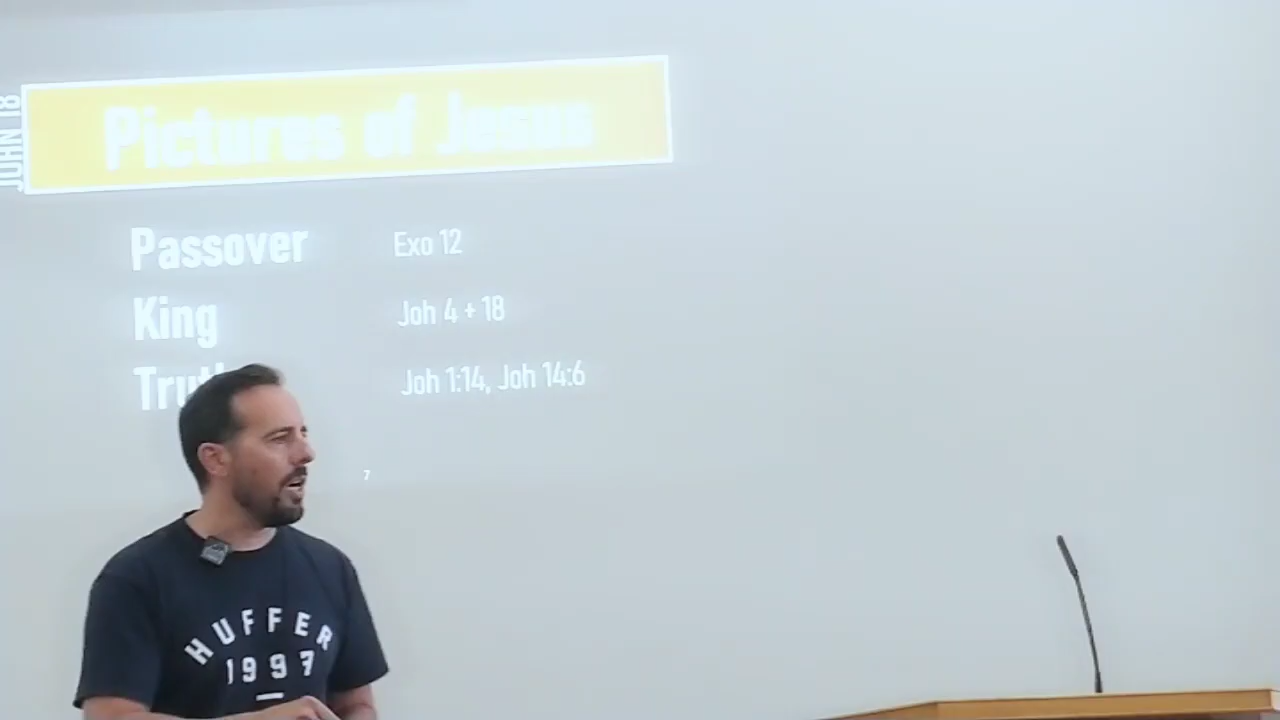 JOHN 18
Pictures of Jesus
Passover Exo 12
King Joh 4 + 18
Joh 1:14, Joh 14:6
7
HUFFER
1997